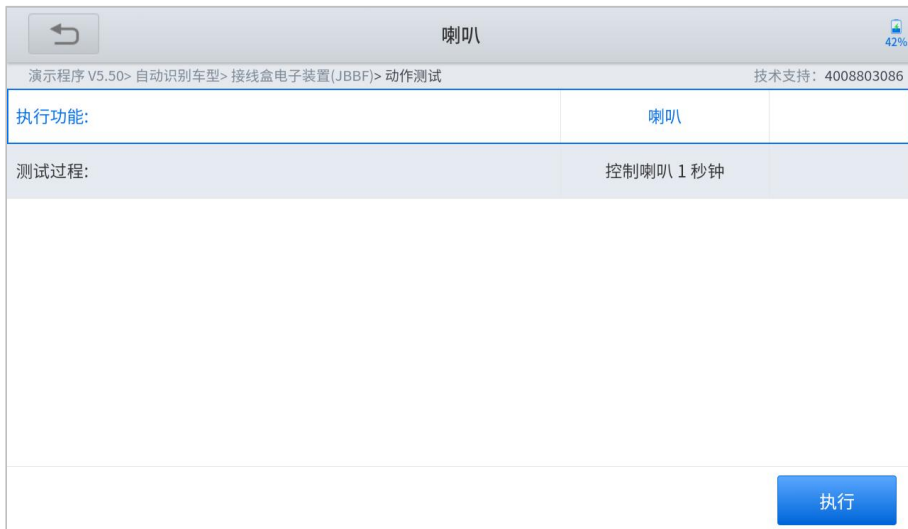 喇叭
42%
演示程序 V5.50> 自动识别车型> 接线盒电子装置(JBBF)> 动作测试 技术支持：4008803086
执行功能: 喇叭
测试过程: 控制喇叭 1 秒钟
执行